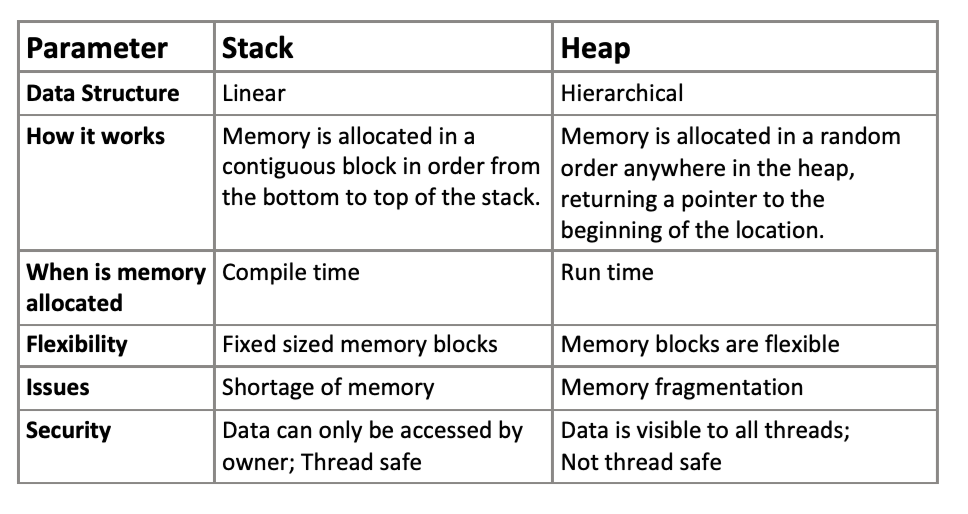 Parameter Stack Heap
Data Structure Linear Hierarchical
How it works
Memory is allocated in a
contiguous block in order from
the bottom to top of the stack.
Memory is allocated in a random
order anywhere in the heap,
returning a pointer to the
beginning of the location.
When is memory
allocated
Compile time
Run time
Flexibility Fixed sized memory blocks Memory blocks are flexible
Issues Shortage of memory Memory fragmentation
Security
Data can only be accessed by
owner; Thread safe
Data is visible to all threads;
Not thread safe